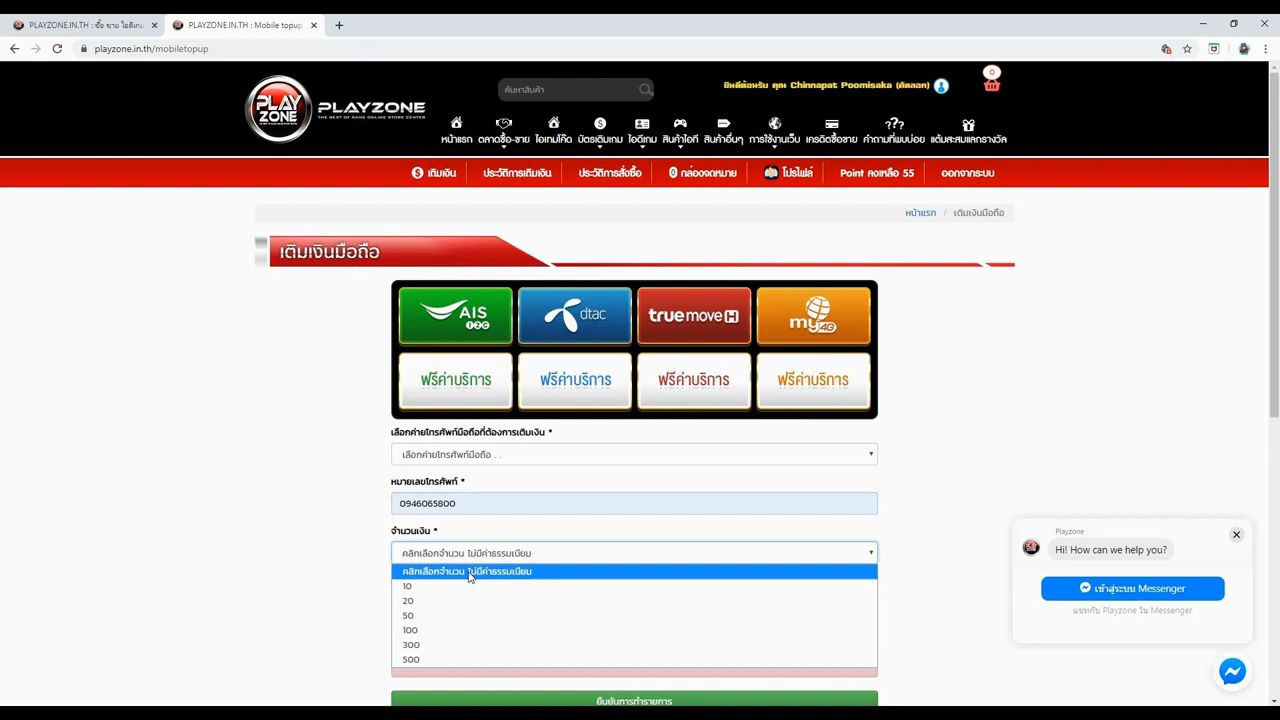 PLAYZONE.IN.TH : ซื้อ ขาย ไอดีเกม
PLAYZONE.IN.TH : Mobile topup
playzone.in.th/mobiletopup
PLAY ZONE
PLAYZONE
THE BEST OF GAME ONLINE STORE CENTER
ค้นหาสินค้า
ยินดีต้อนรับ คุณ Chinnapat Poomisaka (คัดลอก)
0
หน้าแรก
ตลาดซื้อ-ขาย
ไอเทมโค๊ด
บัตรเติมเกม
ไอดีเกม
สินค้าไอที
สินค้าอื่นๆ
การใช้งานเว็บ
เครดิตซื้อขาย
คำถามที่พบบ่อย
แต้มสะสมแลกรางวัล
เติมเงิน
ประวัติการเติมเงิน
ประวัติการสั่งซื้อ
0 กล่องจดหมาย
โปรไฟล์
Point คงเหลือ 55
ออกจากระบบ
หน้าแรก / เติมเงินมือถือ
เติมเงินมือถือ
AIS
dtac
truemove H
my 4G
ฟรีค่าบริการ
ฟรีค่าบริการ
ฟรีค่าบริการ
ฟรีค่าบริการ
เลือกค่ายโทรศัพท์มือถือที่ต้องการเติมเงิน *
เลือกค่ายโทรศัพท์มือถือ . .
หมายเลขโทรศัพท์ *
0946065800
จำนวนเงิน *
คลิกเลือกจำนวน ไม่มีค่าธรรมเนียม
คลิกเลือกจำนวน ไม่มีค่าธรรมเนียม
10
20
50
100
300
500
ยืนยันการทำรายการ
Playzone
Hi! How can we help you?
เข้าสู่ระบบ Messenger
แชทกับ Playzone ใน Messenger